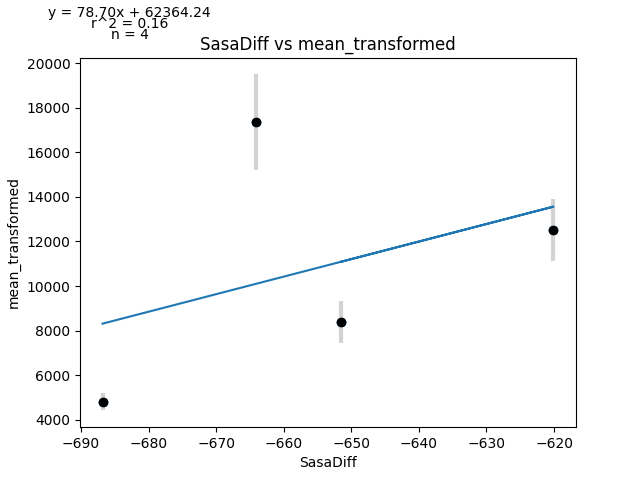 y = 78.70x + 62364.24
r^2 = 0.16
n = 4
SasaDiff vs mean_transformed
20000
18000
16000
14000
12000
10000
8000
6000
4000
mean_transformed
−690
−680
−670
−660
−650
−640
−630
−620
SasaDiff